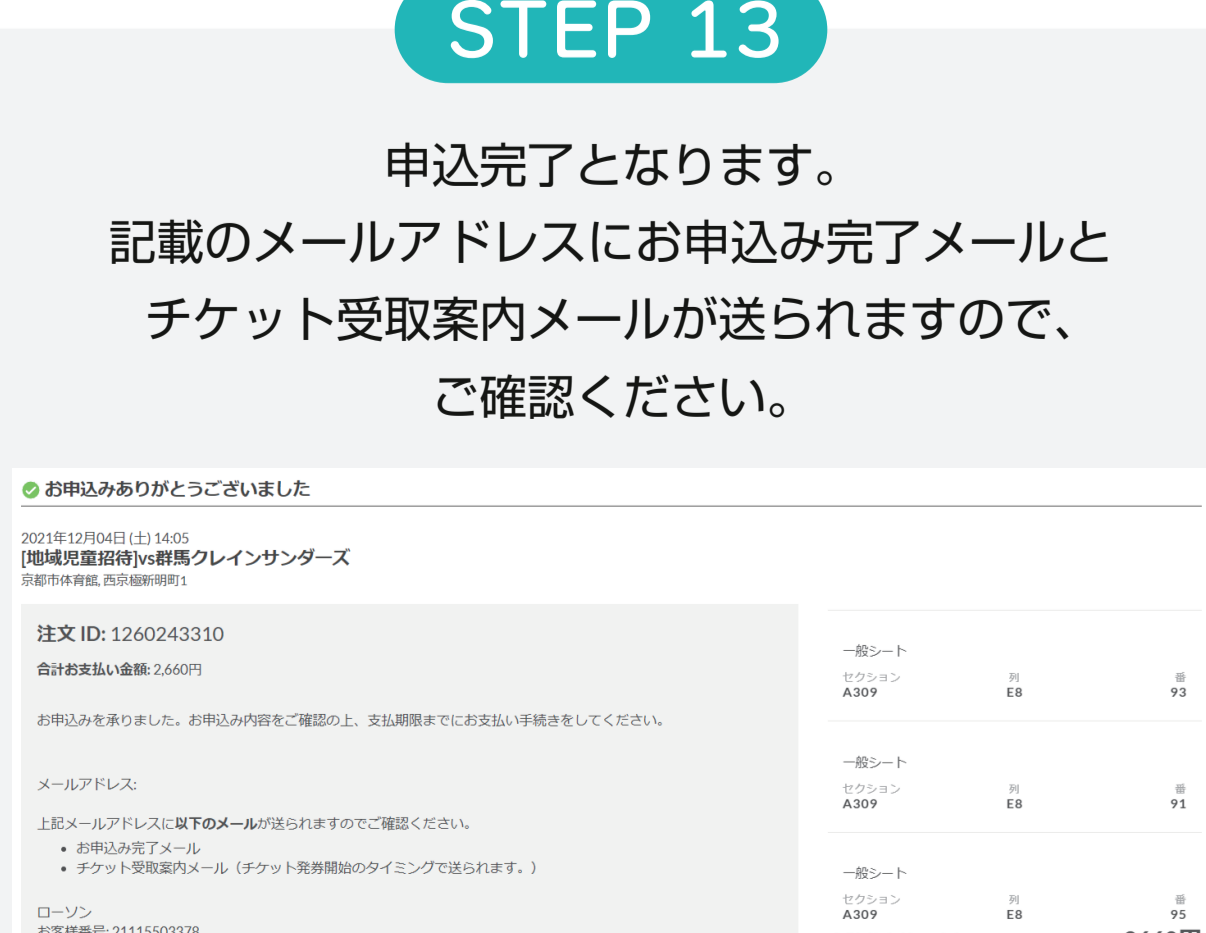 STEP 13
申込完了となります。
記載のメールアドレスにお申込み完了メールと
チケット受取案内メールが送られますので、
ご確認ください。
お申込みありがとうございました
2021年12月04日 (土) 14:05
[地域児童招待]vs群馬クレインサンダーズ
京都市体育館, 西京極新明町1
注文 ID: 1260243310
合計お支払い金額: 2,660円
お申込みを承りました。お申込み内容をご確認の上、支払期限までにお支払い手続きをしてください。
メールアドレス:
上記メールアドレスに以下のメールが送られますのでご確認ください。
• お申込み完了メール
• チケット受取案内メール（チケット発券開始のタイミングで送られます。）
ローソン
お客様番号: 21115503378
一般シート
セクション 列 番
A309 E8 93
一般シート
セクション 列 番
A309 E8 91
一般シート
セクション 列 番
A309 E8 95